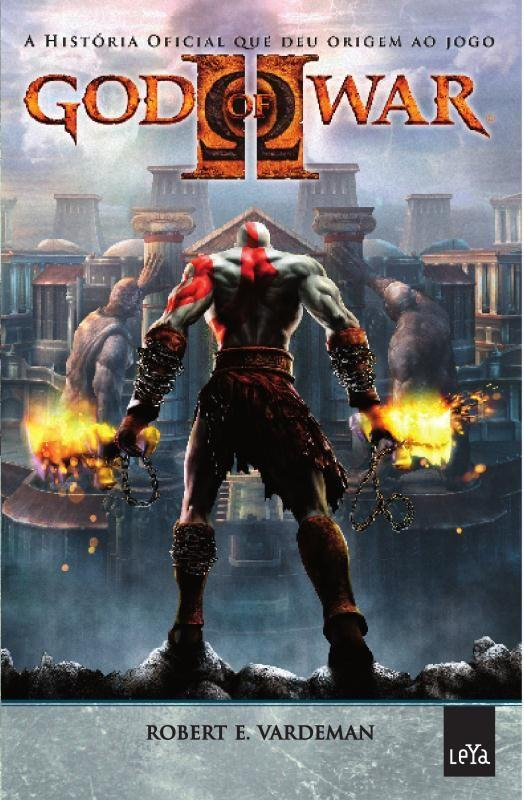 A HISTÓRIA OFICIAL QUE DEU ORIGEM AO JOGO
GOD OF WAR®
II
ROBERT E. VARDEMAN
LeYa